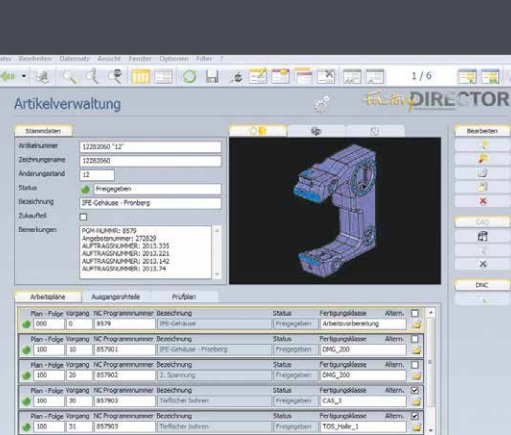 Bearbeiten Datensatz Ansicht Fenster Optionen Filter ?
1 / 6
Artikelverwaltung
FactoryDIRECTOR
Stammdaten
Bearbeiten
Artikelnummer 12282060 "12"
Zeichnungsname 12282060
Änderungsstand 12
Status Freigegeben
Bezeichnung IFE-Gehäuse - Fronberg
Zukaufteil
Bemerkungen PGM-NUMMR: 8579
Angebotsnummer: 272829
AUFTRAGSNUMMER: 2013.335
AUFTRAGSNUMMER: 2013.221
AUFTRAGSNUMMER: 2013.142
AUFTRAGSNUMMER: 2013.74
CAD
DNC
Arbeitspläne Ausgangsrohteile Prüfplan
Plan - Folge Vorgang NC Programmnummer Bezeichnung Status Fertigungsklasse Altern.
000 0 8579 IFE-Gehäuse Freigegeben Arbeitsvorbereitung
Plan - Folge Vorgang NC Programmnummer Bezeichnung Status Fertigungsklasse Altern.
100 10 857901 IFE-Gehäuse - Fronberg Freigegeben DMG_200
Plan - Folge Vorgang NC Programmnummer Bezeichnung Status Fertigungsklasse Altern.
100 20 857902 2. Spannung Freigegeben DMG_200
Plan - Folge Vorgang NC Programmnummer Bezeichnung Status Fertigungsklasse Altern.
100 30 857903 Tieflöcher bohren Freigegeben CAS_3
Plan - Folge Vorgang NC Programmnummer Bezeichnung Status Fertigungsklasse Altern.
100 31 857903 Tieflöcher bohren Freigegeben TOS_Halle_1